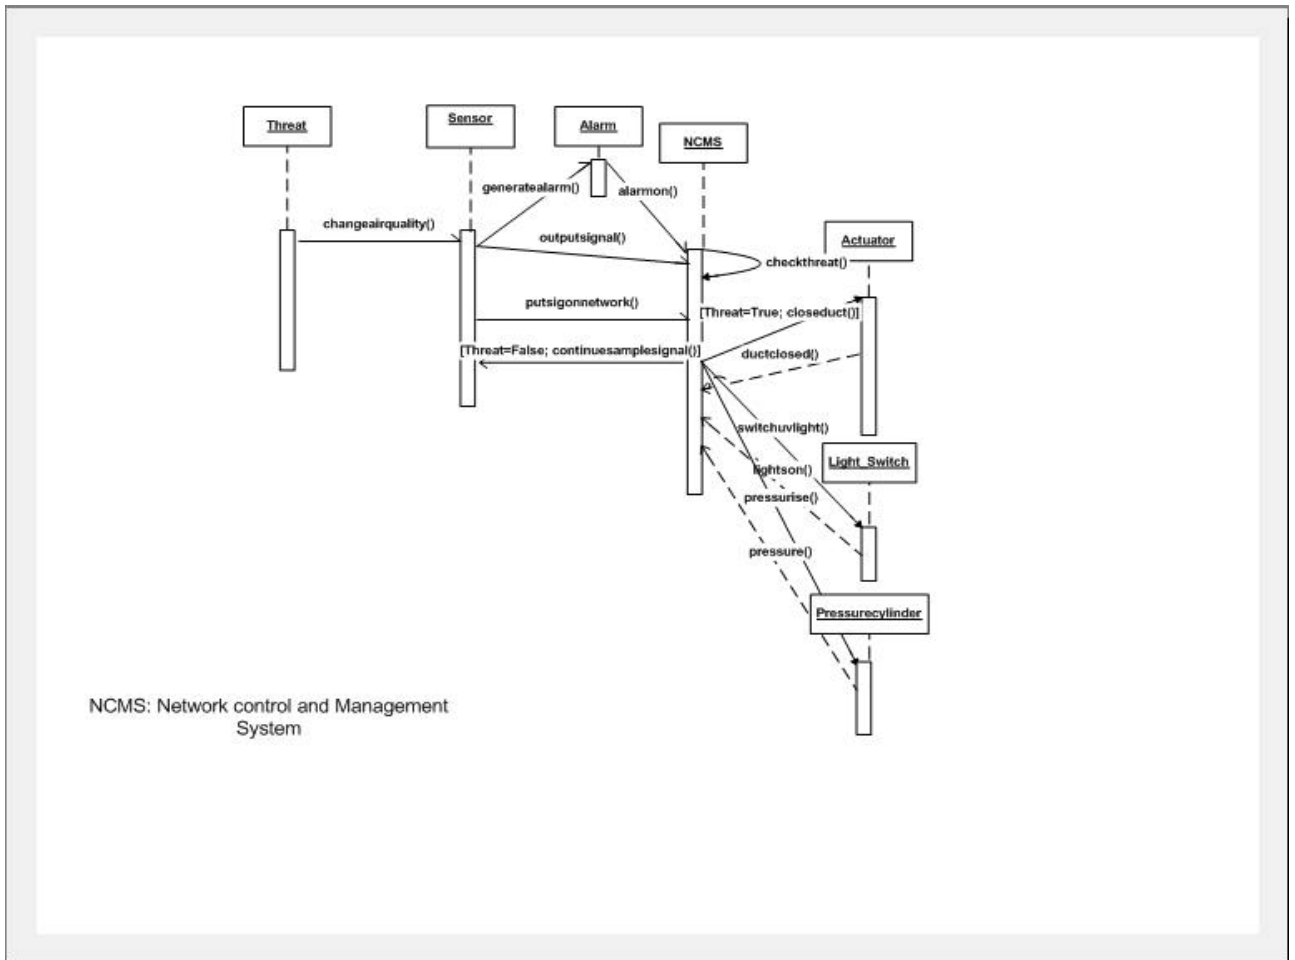 Threat
Sensor
Alarm
NCMS
generatealarm()
alarmon()
changeairquality()
outputsignal()
Actuator
checkthreat()
putsigonnetwork()
[Threat=True; closeduct()]
[Threat=False; continuesamplesignal()]
ductclosed()
switchuvlight()
Light_Switch
lightson()
pressurise()
pressure()
Pressurecylinder
NCMS: Network control and Management
System